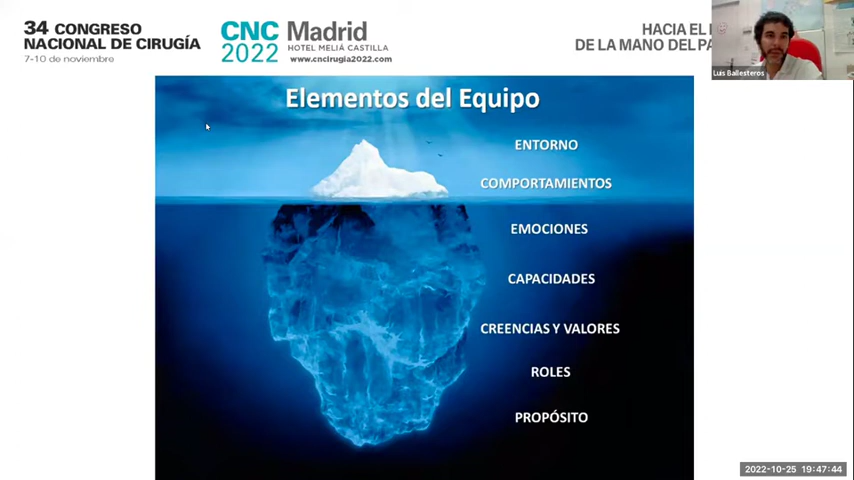 34 CONGRESO
NACIONAL DE CIRUGÍA
7-10 de noviembre
CNC
2022
Madrid
HOTEL MELIÁ CASTILLA
www.cncirugia2022.com
HACIA EL
DE LA MANO DEL
Luis Ballesteros
Elementos del Equipo
ENTORNO
COMPORTAMIENTOS
EMOCIONES
CAPACIDADES
CREENCIAS Y VALORES
ROLES
PROPÓSITO
2022-10-25 19:47:44